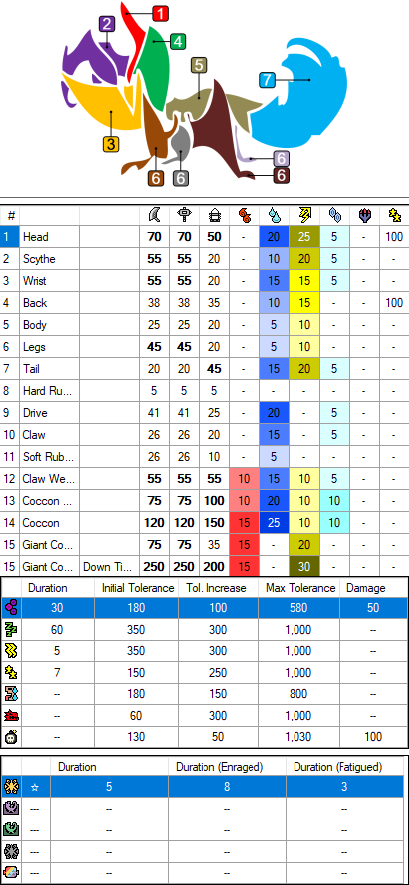 1
2
4
5
7
3
6 6 6
6
#
1 Head 70 70 50 - 20 25 5 - 100
2 Scythe 55 55 20 - 10 20 5 - -
3 Wrist 55 55 20 - 15 15 5 - -
4 Back 38 38 35 - 10 15 - - 100
5 Body 25 25 20 - 5 10 - - -
6 Legs 45 45 20 - 5 10 - - -
7 Tail 20 20 45 - 15 20 5 - -
8 Hard Ru... 5 5 5 - - - - - -
9 Drive 41 41 25 - 20 - 5 - -
10 Claw 26 26 20 - 15 - 5 - -
11 Soft Rub... 26 26 10 - 5 - - - -
12 Claw We... 55 55 55 10 15 10 5 - -
13 Coccon ... 75 75 100 10 20 10 10 - -
14 Coccon 120 120 150 15 25 10 10 - -
15 Giant Co... 75 75 35 15 - 20 - - -
15 Giant Co... Down Ti... 250 250 200 15 - 30 - - -
Duration Initial Tolerance Tol. Increase Max Tolerance Damage
30 180 100 580 50
60 350 300 1,000 --
5 350 300 1,000 --
7 150 250 1,000 --
-- 180 150 800 --
-- 60 300 1,000 --
-- 130 50 1,030 100
Duration Duration (Enraged) Duration (Fatigued)
☆ 5 8 3
--- -- -- --
--- -- -- --
--- -- -- --
--- -- -- --